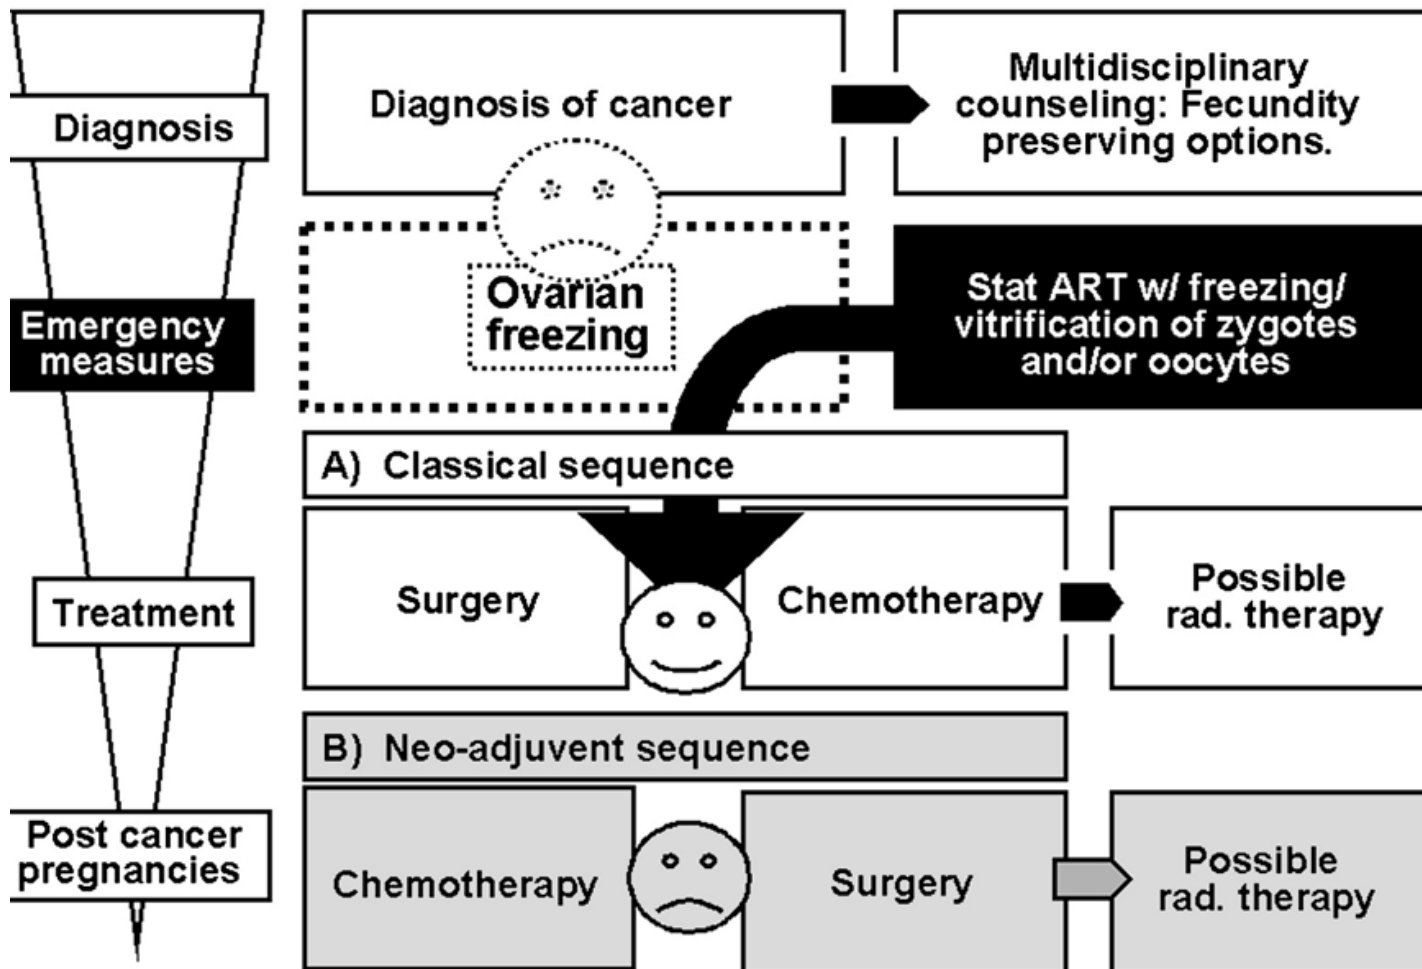 Diagnosis
Emergency
measures
Treatment
Post cancer
pregnancies
Diagnosis of cancer
Multidisciplinary
counseling: Fecundity
preserving options.
Ovarian
freezing
Stat ART w/ freezing/
vitrification of zygotes
and/or oocytes
A) Classical sequence
Surgery
Chemotherapy
Possible
rad. therapy
B) Neo-adjuvent sequence
Chemotherapy
Surgery
Possible
rad. therapy